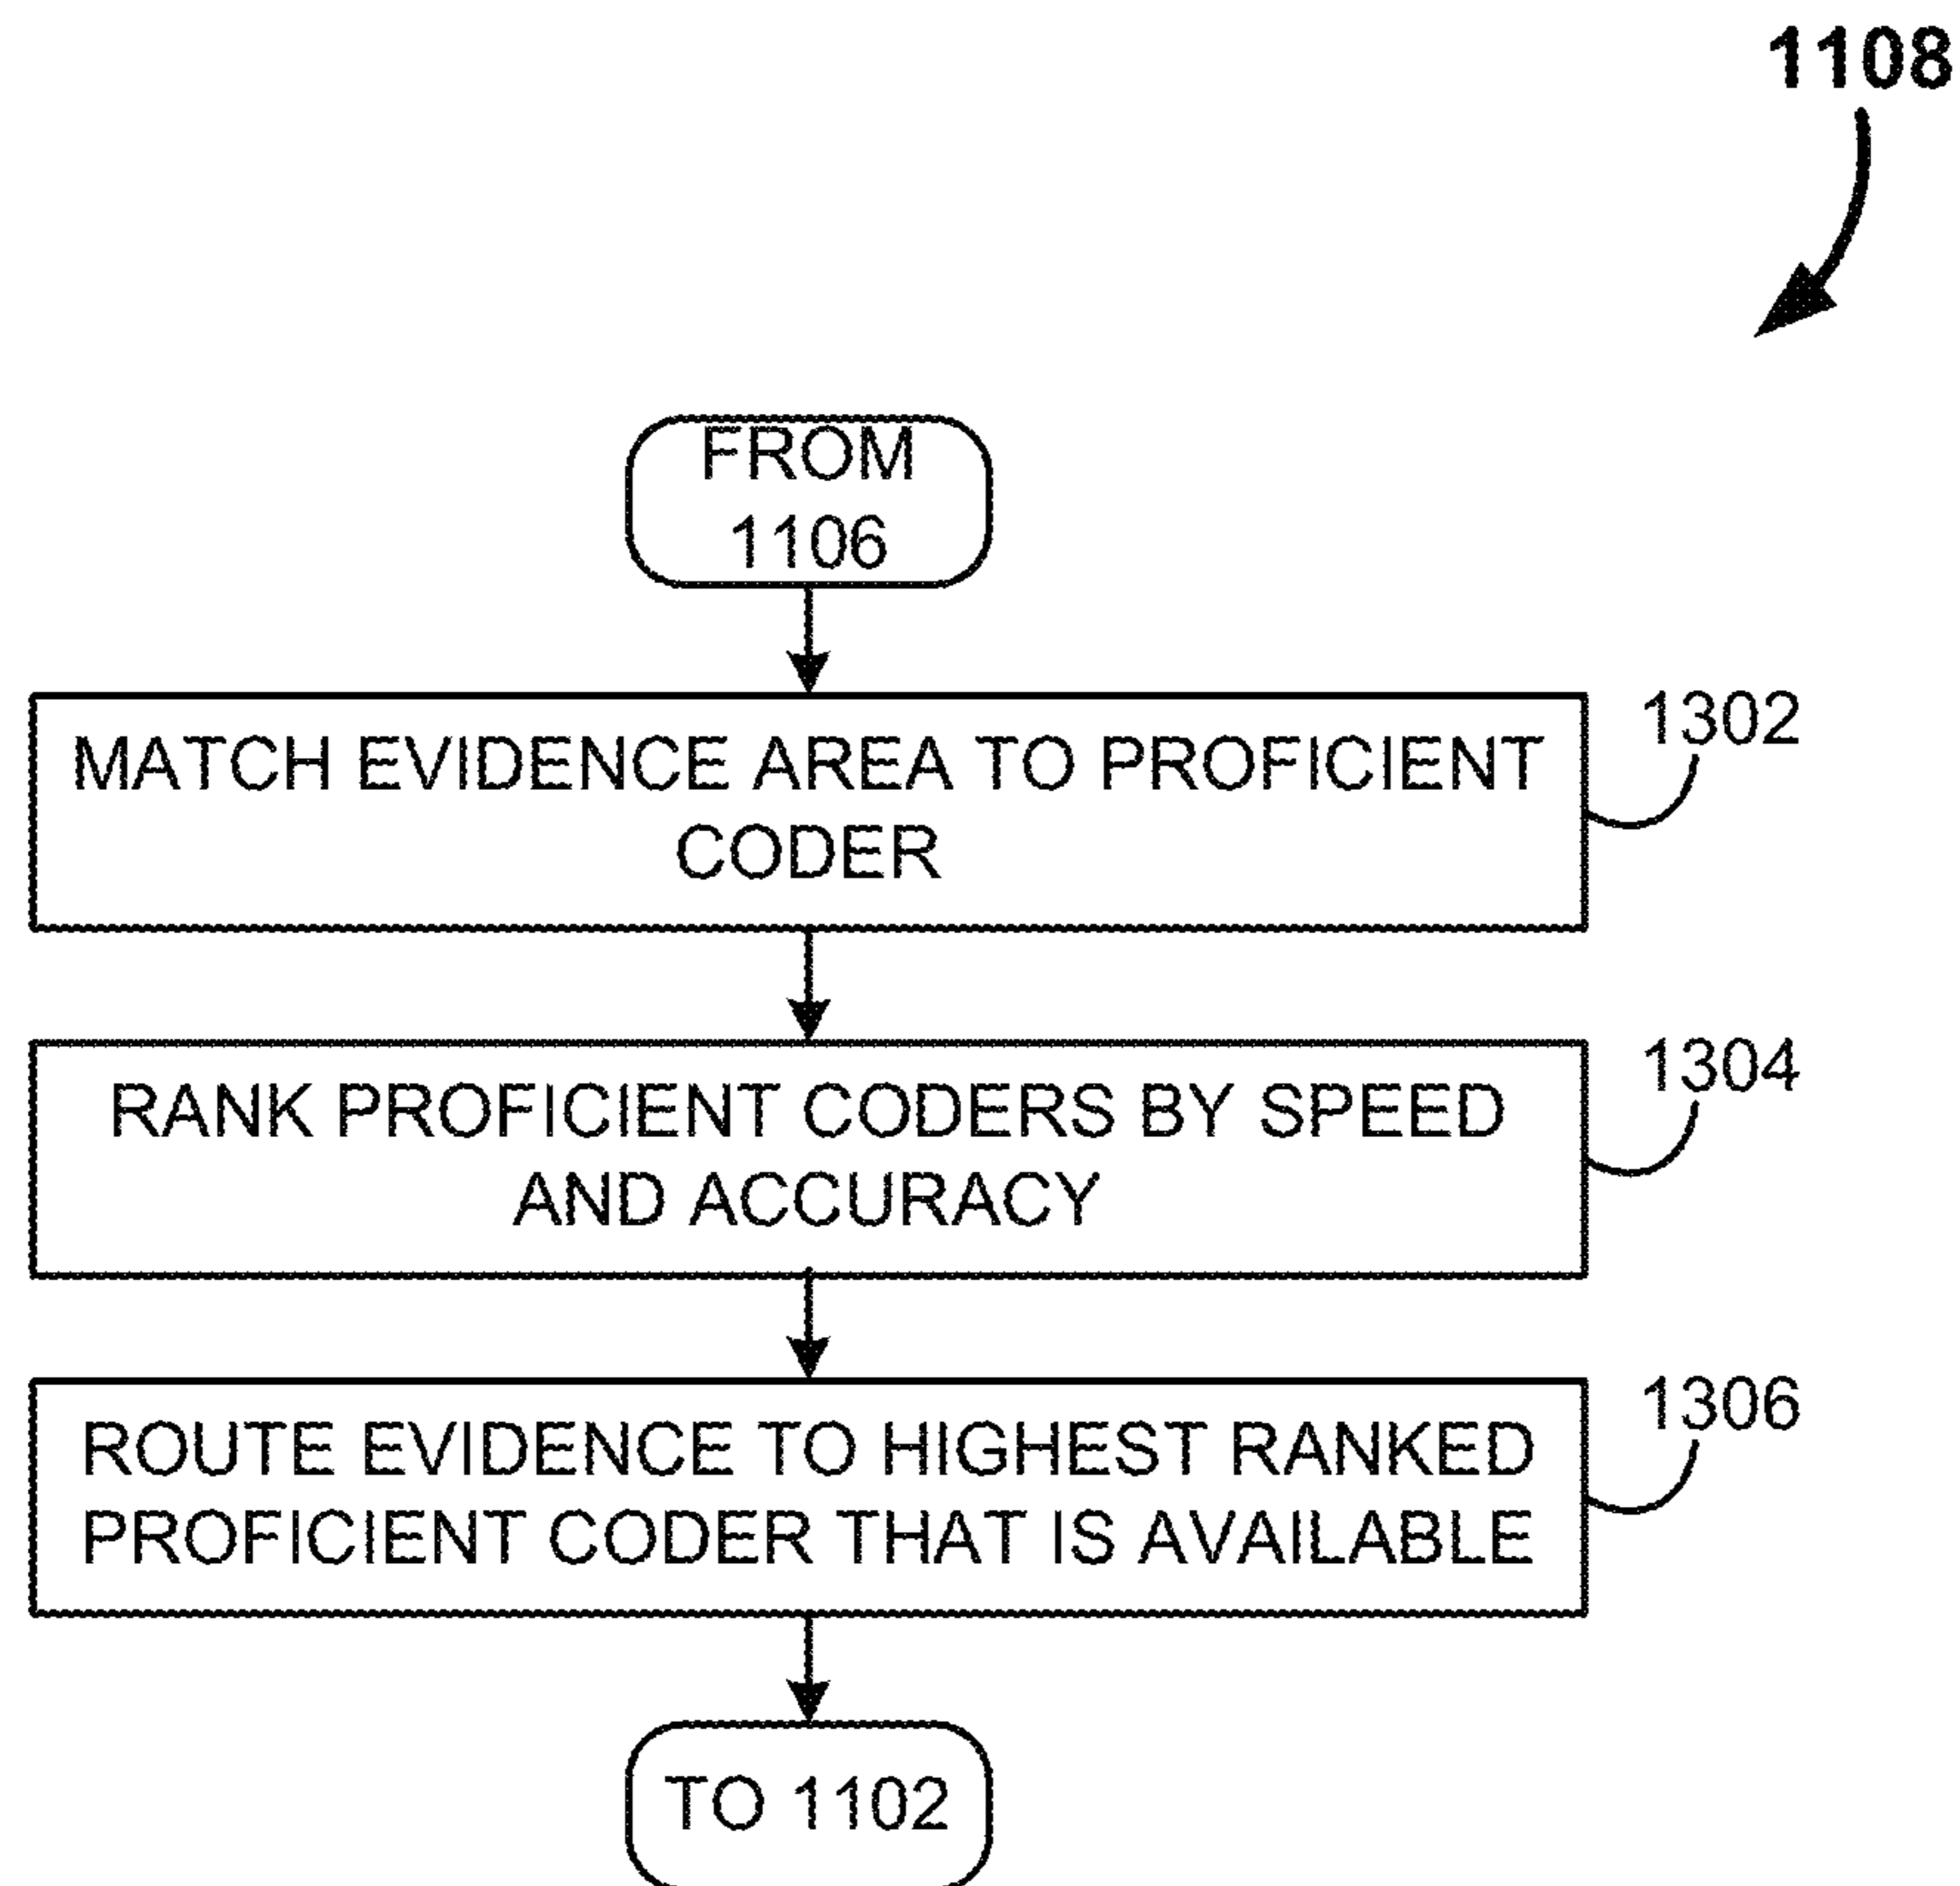 1108
FROM
1106
MATCH EVIDENCE AREA TO PROFICIENT
CODER
1302
RANK PROFICIENT CODERS BY SPEED
AND ACCURACY
1304
ROUTE EVIDENCE TO HIGHEST RANKED
PROFICIENT CODER THAT IS AVAILABLE
1306
TO 1102